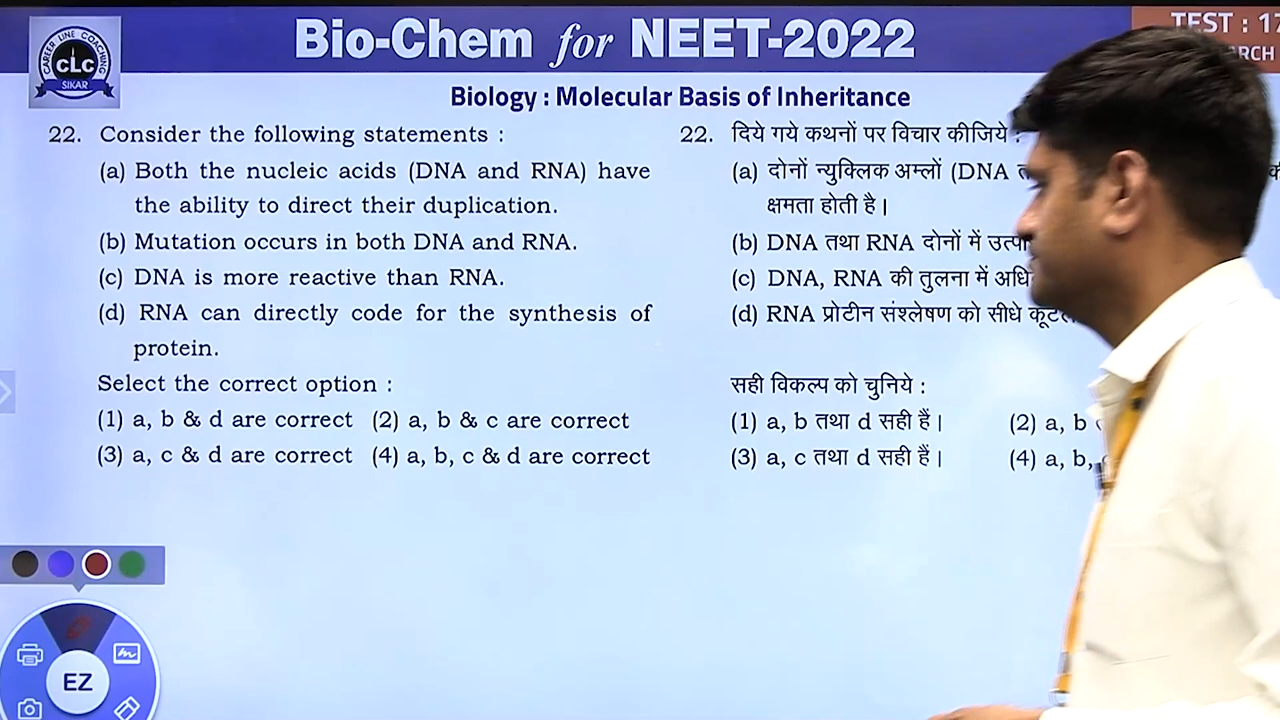 Bio-Chem for NEET-2022
TEST : 17
ARCH
CAREER LINE COACHING
CLC
SIKAR
Biology : Molecular Basis of Inheritance
22. Consider the following statements :
(a) Both the nucleic acids (DNA and RNA) have
the ability to direct their duplication.
(b) Mutation occurs in both DNA and RNA.
(c) DNA is more reactive than RNA.
(d) RNA can directly code for the synthesis of
protein.
Select the correct option :
(1) a, b & d are correct (2) a, b & c are correct
(3) a, c & d are correct (4) a, b, c & d are correct
22. दिये गये कथनों पर विचार कीजिये :
(a) दोनों न्युक्लिक अम्लों (DNA
क्षमता होती है।
(b) DNA तथा RNA दोनों में
(c) DNA, RNA की तुलना में
(d) RNA प्रोटीन संश्लेषण को सीधे
सही विकल्प को चुनिये :
(1) a, b तथा d सही हैं। (2) a, b
(3) a, c तथा d सही हैं। (4) a, b,
EZ